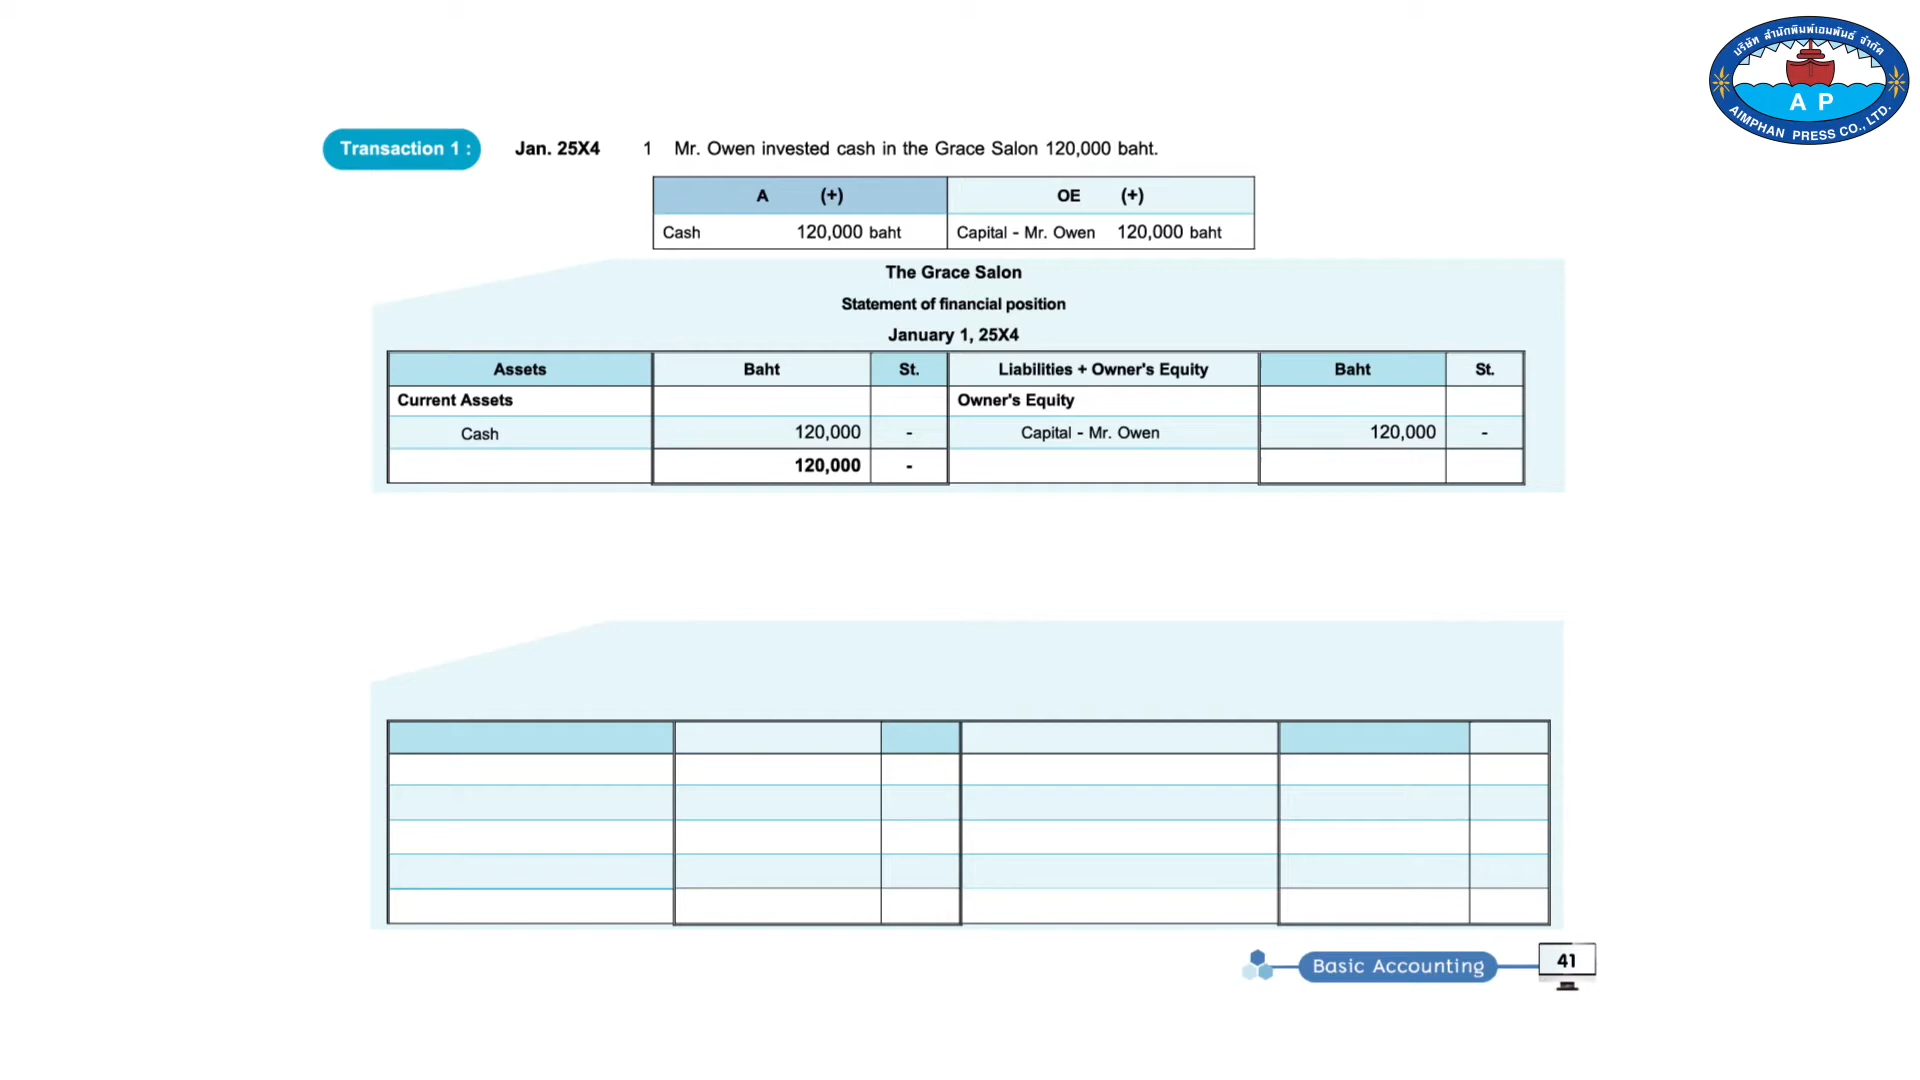 บริษัท สำนักพิมพ์เอมพันธ์ จำกัด
A P
AIMPHAN PRESS CO., LTD.
Transaction 1 : Jan. 25X4 1 Mr. Owen invested cash in the Grace Salon 120,000 baht.
A (+) OE (+)
Cash 120,000 baht Capital - Mr. Owen 120,000 baht
The Grace Salon
Statement of financial position
January 1, 25X4
Assets Baht St. Liabilities + Owner's Equity Baht St.
Current Assets Owner's Equity
Cash 120,000 - Capital - Mr. Owen 120,000 -
120,000 -
Basic Accounting 41